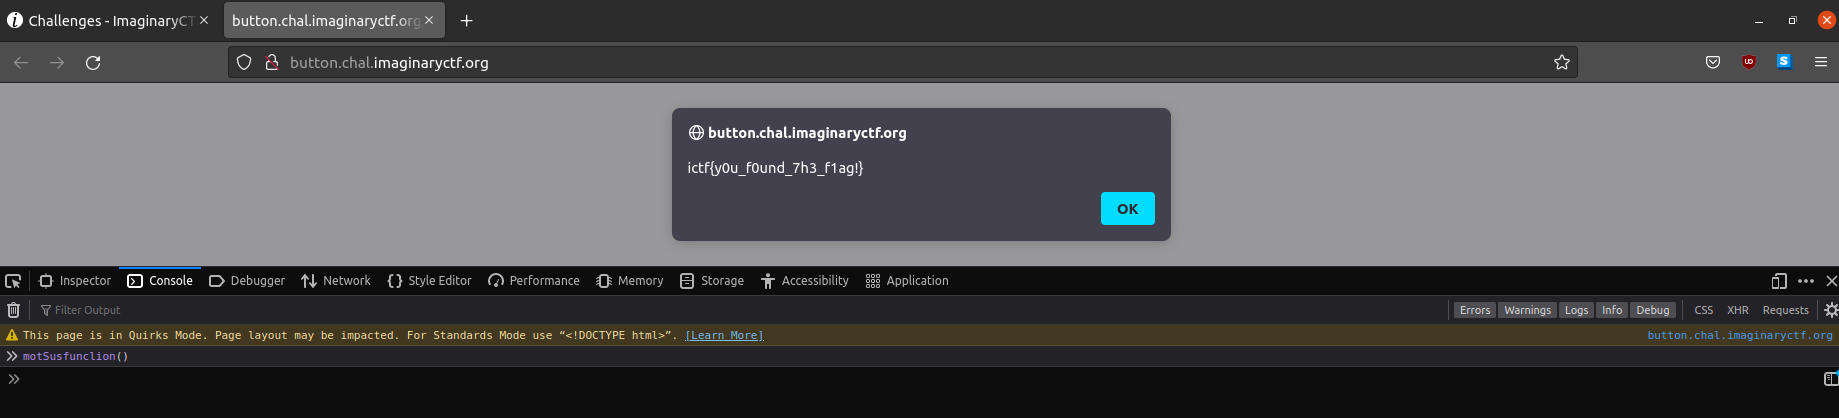 Challenges - ImaginaryCT
button.chal.imaginaryctf.org
button.chal.imaginaryctf.org
button.chal.imaginaryctf.org
ictf{y0u_f0und_7h3_f1ag!}
OK
Inspector Console Debugger Network Style Editor Performance Memory Storage Accessibility Application
Filter Output Errors Warnings Logs Info Debug CSS XHR Requests
This page is in Quirks Mode. Page layout may be impacted. For Standards Mode use “<!DOCTYPE html>”. [Learn More] button.chal.imaginaryctf.org
motSusfunclion()